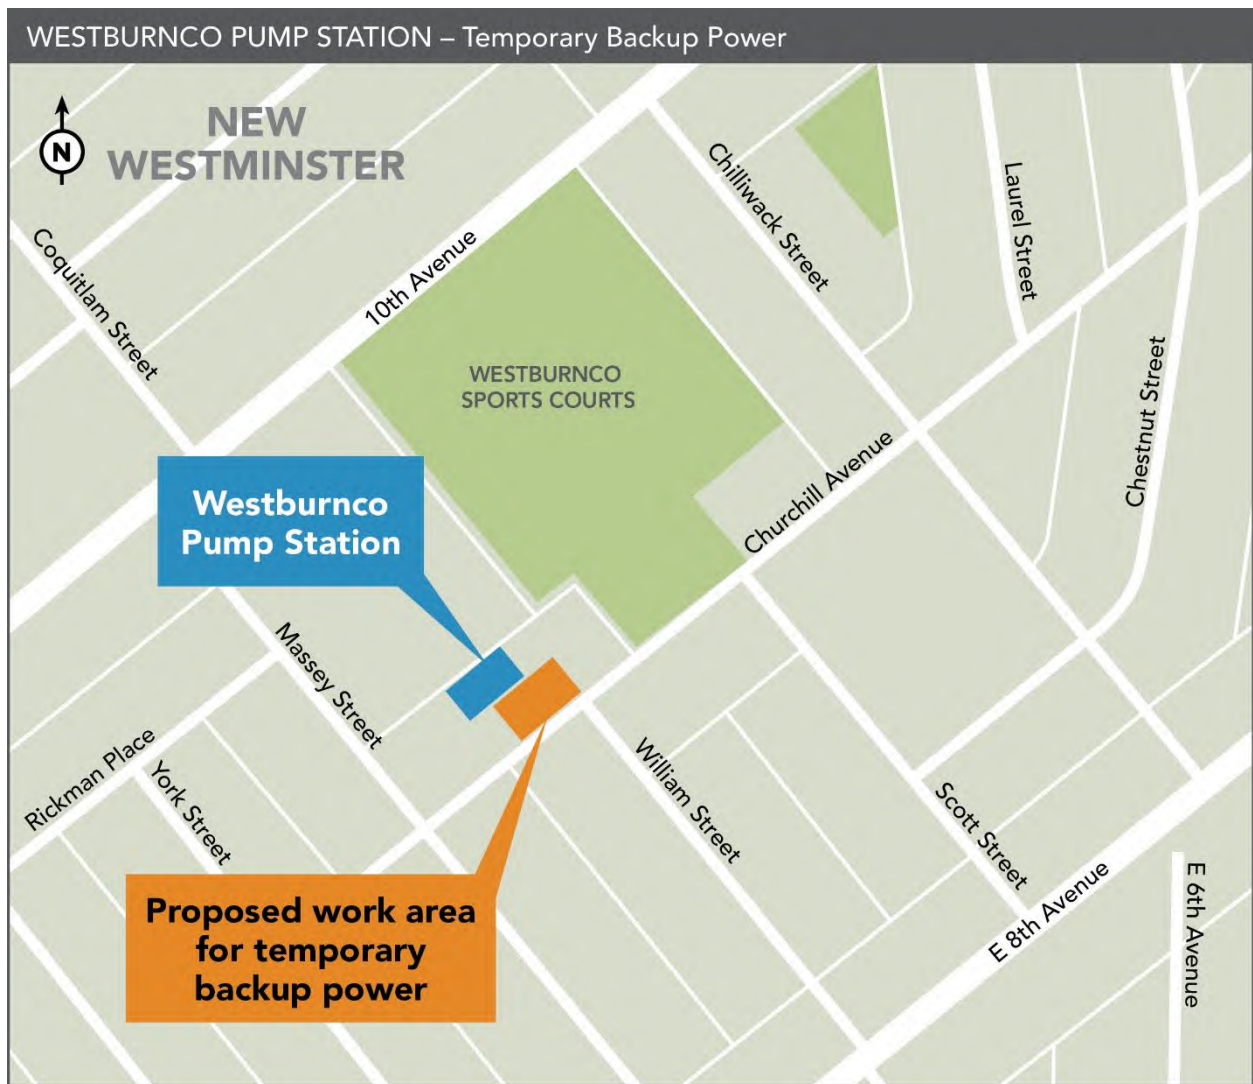 WESTBURNCO PUMP STATION – Temporary Backup Power
N
NEW
WESTMINSTER
Coquitlam Street
10th Avenue
Chilliwack Street
Laurel Street
WESTBURNCO
SPORTS COURTS
Chestnut Street
Churchill Avenue
Westburnco
Pump Station
Massey Street
Rickman Place
York Street
William Street
Scott Street
E 8th Avenue
E 6th Avenue
Proposed work area
for temporary
backup power